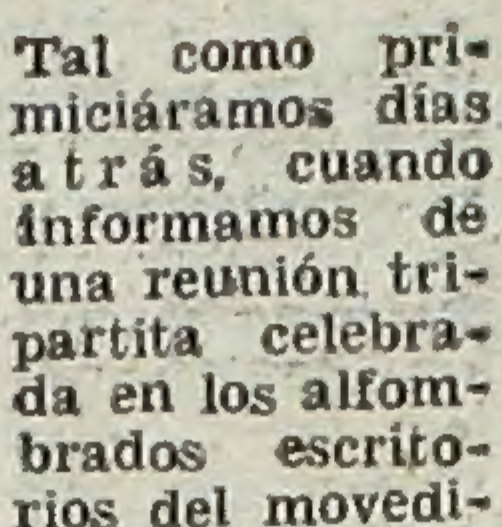 Tal como pri-
miciáramos días
atrás, cuando
informamos de
una reunión tri-
partita celebra-
da en los alfom-
brados escrito-
rios del movedi-